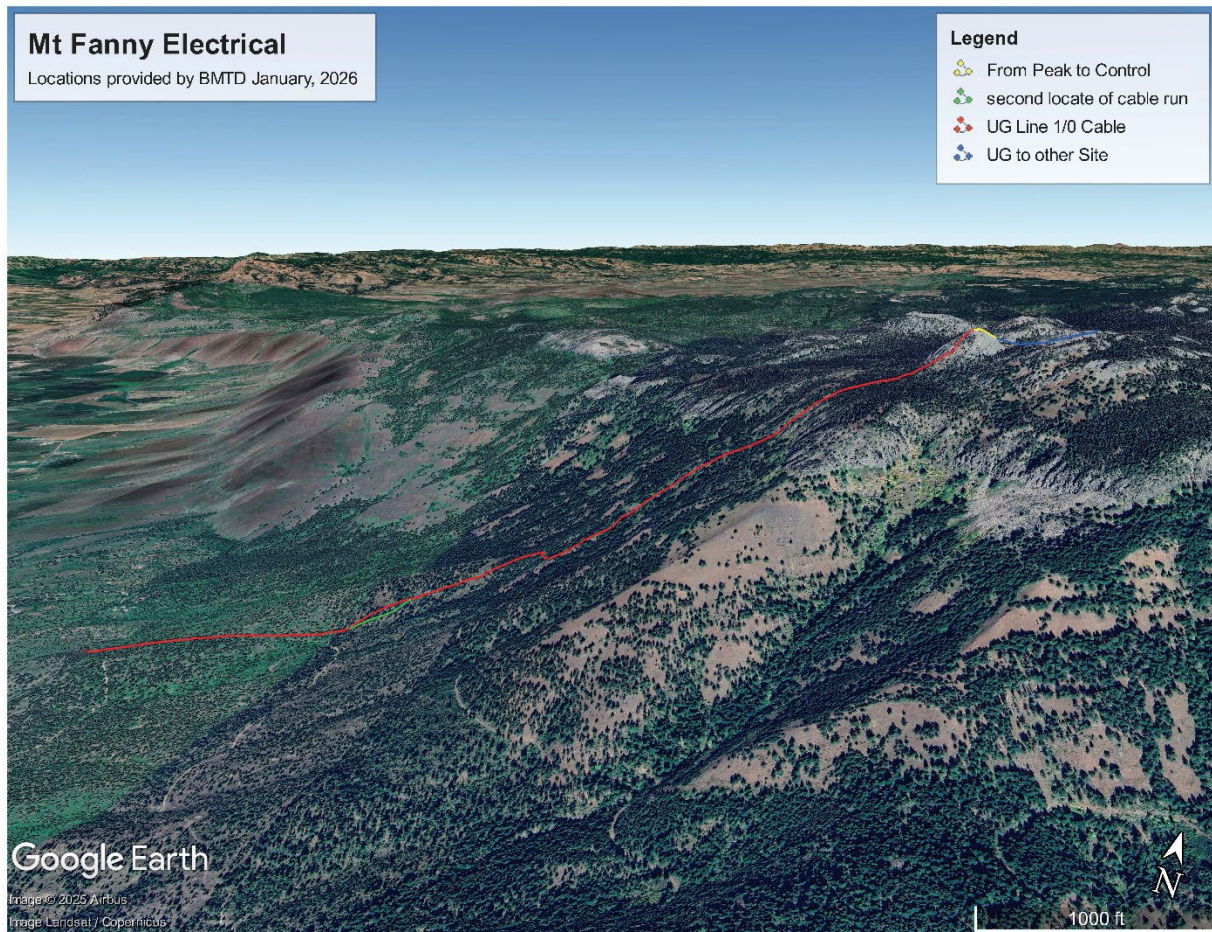 Mt Fanny Electrical
Locations provided by BMTD January, 2026
Legend
From Peak to Control
second locate of cable run
UG Line 1/0 Cable
UG to other Site
Google Earth
Image © 2025 Airbus
Image Landsat / Copernicus
N
1000 ft